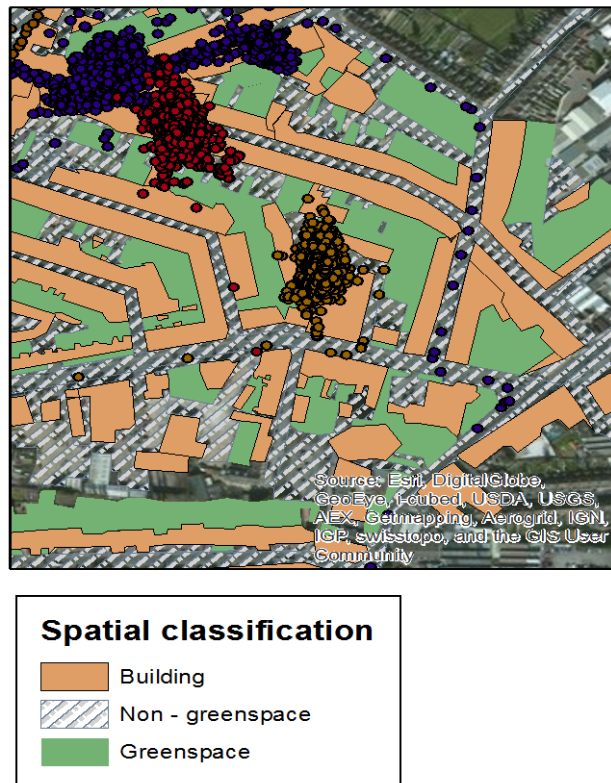 Source: Esri, DigitalGlobe,
GeoEye, i-cubed, USDA, USGS,
AEX, Getmapping, Aerogrid, IGN,
IGP, swisstopo, and the GIS User
Community
Spatial classification
Building
Non - greenspace
Greenspace